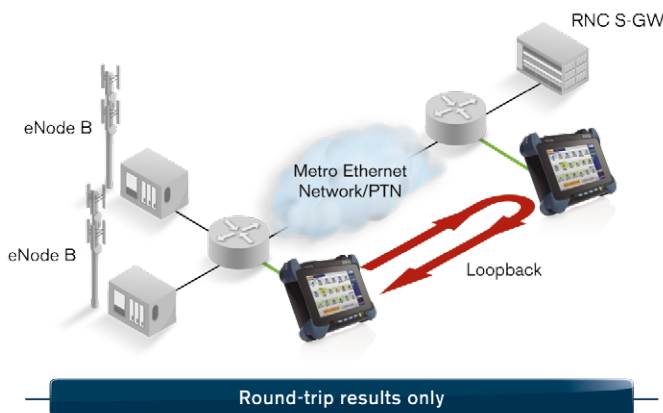 RNC S-GW
eNode B
Metro Ethernet
Network/PTN
eNode B
Loopback
Round-trip results only